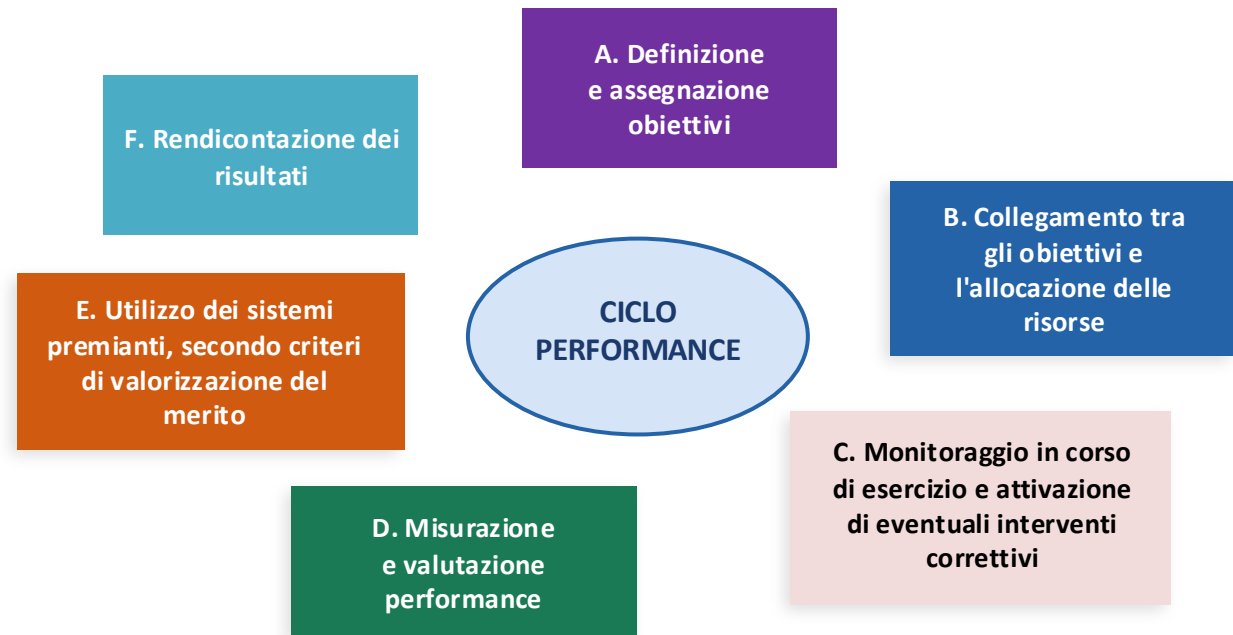 A. Definizione
e assegnazione
obiettivi
B. Collegamento tra
gli obiettivi e
l'allocazione delle
risorse
C. Monitoraggio in corso
di esercizio e attivazione
di eventuali interventi
correttivi
D. Misurazione
e valutazione
performance
E. Utilizzo dei sistemi
premianti, secondo criteri
di valorizzazione del
merito
F. Rendicontazione dei
risultati
CICLO
PERFORMANCE